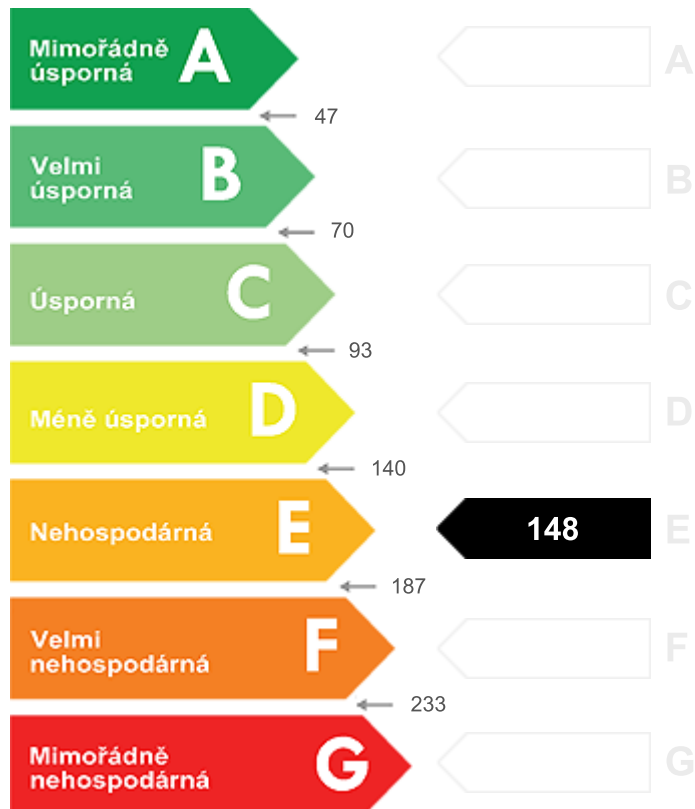 Mimořádně
úsporná
A
A
47
Velmi
úsporná
B
B
70
Úsporná
C
C
93
Méně úsporná
D
D
140
Nehospodárná
E
148
E
187
Velmi
nehospodárná
F
F
233
Mimořádně
nehospodárná
G
G